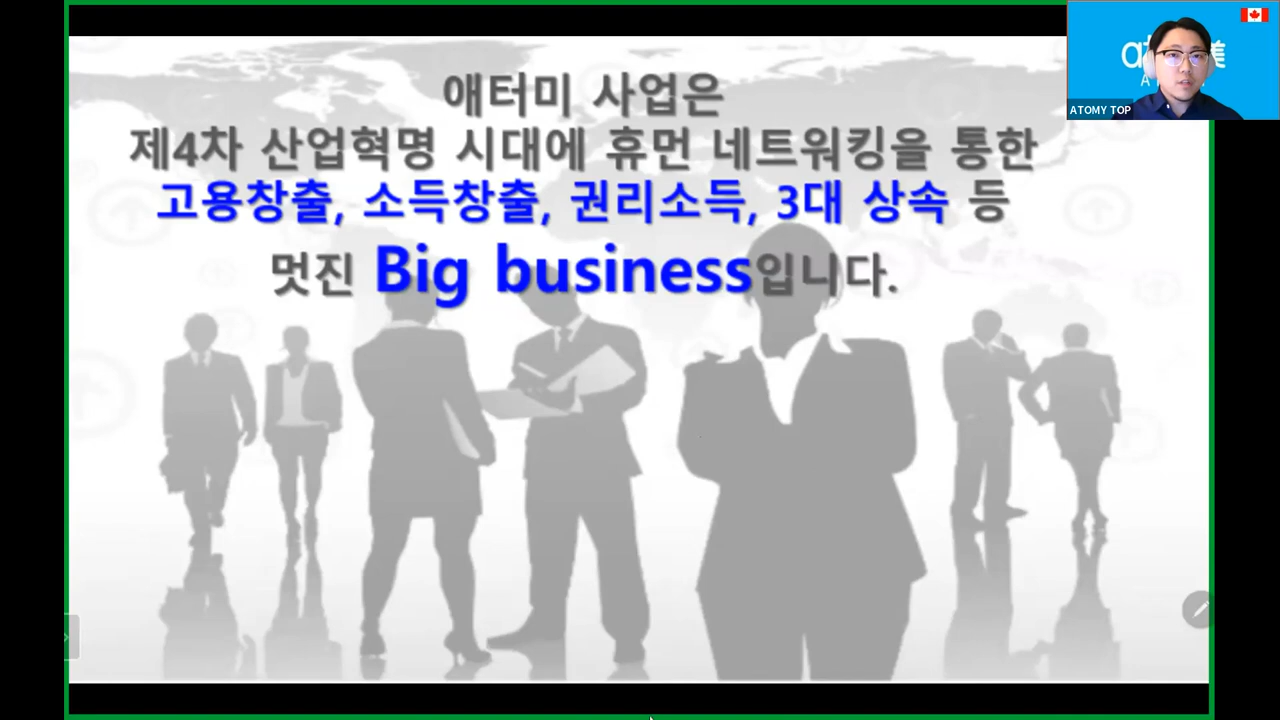 애터미 사업은
제4차 산업혁명 시대에 휴먼 네트워킹을 통한
고용창출, 소득창출, 권리소득, 3대 상속 등
멋진 Big business입니다.
ATOMY TOP